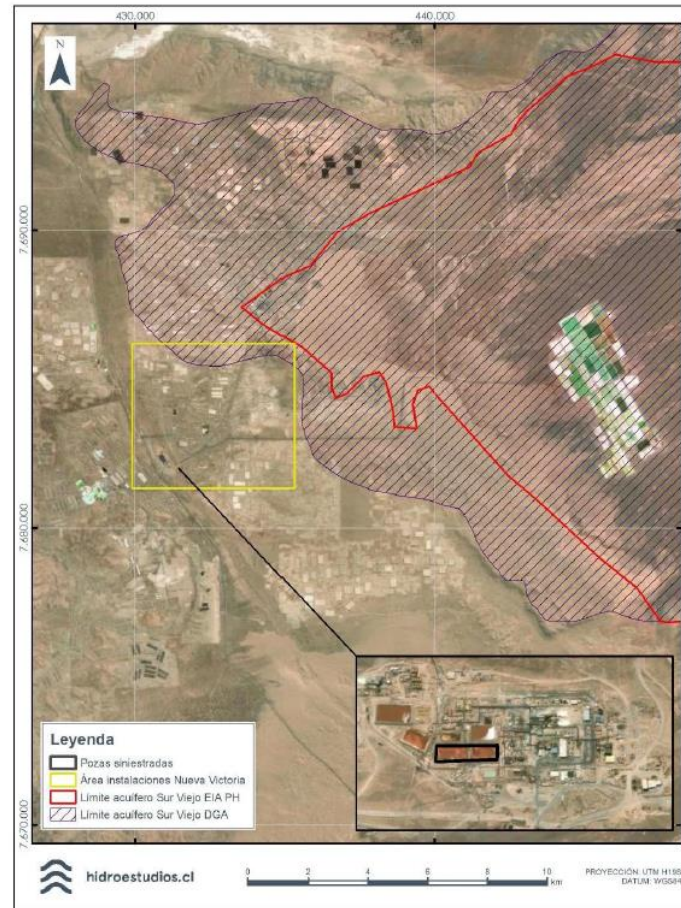 430.000
440.000
N
7.690.000
7.680.000
7.670.000
Leyenda
Pozas siniestradas
Área instalaciones Nueva Victoria
Límite acuífero Sur Viejo EIA PH
Límite acuífero Sur Viejo DGA
hidroestudios.cl
0 2 4 6 8 10
km
PROYECCIÓN: UTM H19S
DATUM: WGS84